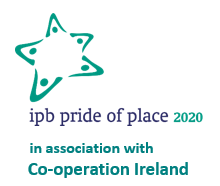 ipb pride of place 2020
in association with
Co-operation Ireland